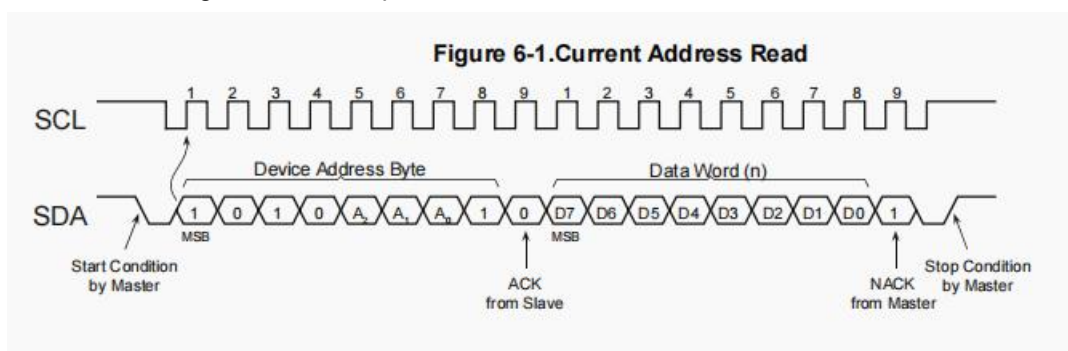 Figure 6-1.Current Address Read
SCL
1 2 3 4 5 6 7 8 9 1 2 3 4 5 6 7 8 9
Device Address Byte
Data Word (n)
SDA
1 0 1 0 A2 A1 A0 1 0 D7 D6 D5 D4 D3 D2 D1 D0 1
MSB
MSB
Start Condition
by Master
ACK
from Slave
NACK
from Master
Stop Condition
by Master